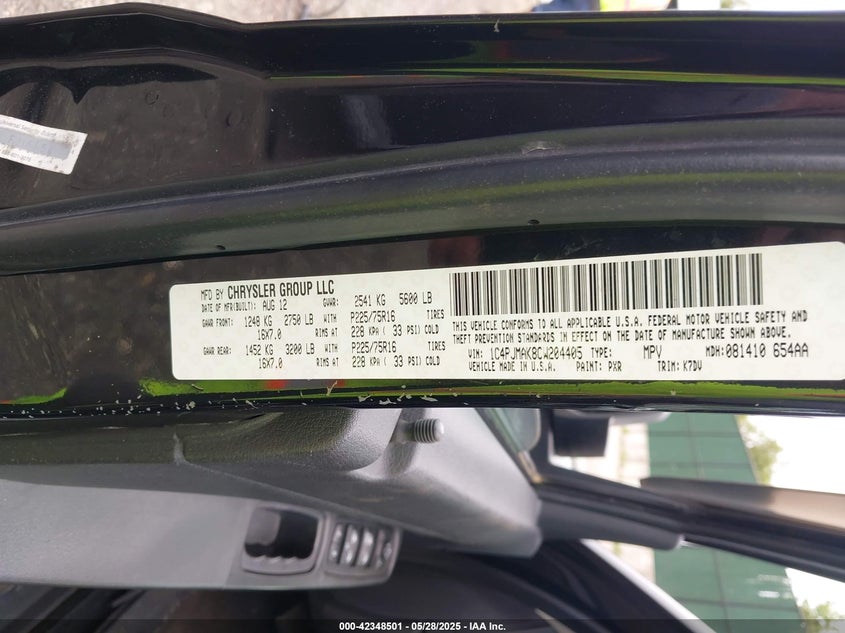 MFD BY CHRYSLER GROUP LLC
DATE OF MFR(BUILT): AUG 12 GVWR: 2541 KG 5600 LB
GAWR FRONT: 1248 KG 2750 LB WITH P225/75R16 TIRES
16X7.0 RIMS AT 228 KPA ( 33 PSI) COLD
GAWR REAR: 1452 KG 3200 LB WITH P225/75R16 TIRES
16X7.0 RIMS AT 228 KPA ( 33 PSI) COLD
THIS VEHICLE CONFORMS TO ALL APPLICABLE U.S.A. FEDERAL MOTOR VEHICLE SAFETY AND
THEFT PREVENTION STANDARDS IN EFFECT ON THE DATE OF MANUFACTURE SHOWN ABOVE.
VIN: 1C4PJMAK8CW204405 TYPE: MPV MDH: 081410 654AA
VEHICLE MADE IN U.S.A. PAINT: PXR TRIM: K7DV
000-42348501 / 05/28/2025 - IAA Inc.